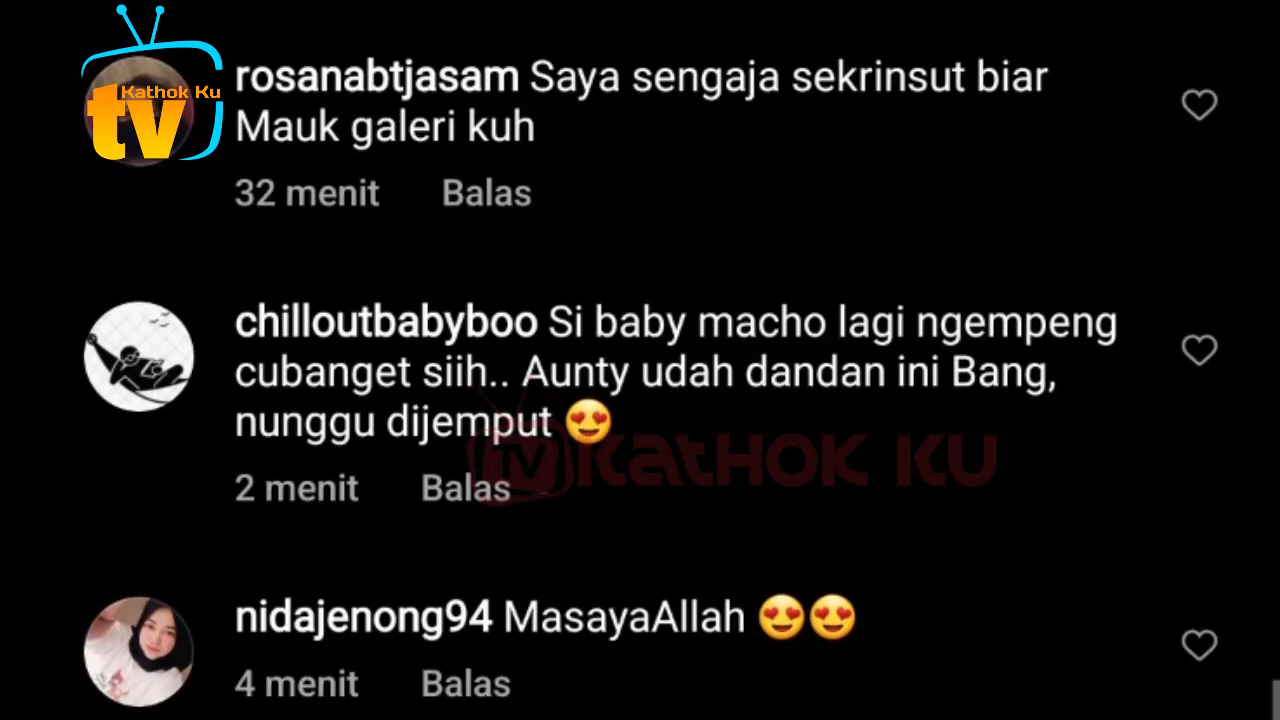 Kathok Ku
tv
rosanabtjasam Saya sengaja sekrinsut biar
Mauk galeri kuh
32 menit Balas
chilloutbabyboo Si baby macho lagi ngempeng
cubanget siih.. Aunty udah dandan ini Bang,
nunggu dijemput 😍
2 menit Balas
TV KATHOK KU
nidajenong94 MasayaAllah 😍😍
4 menit Balas